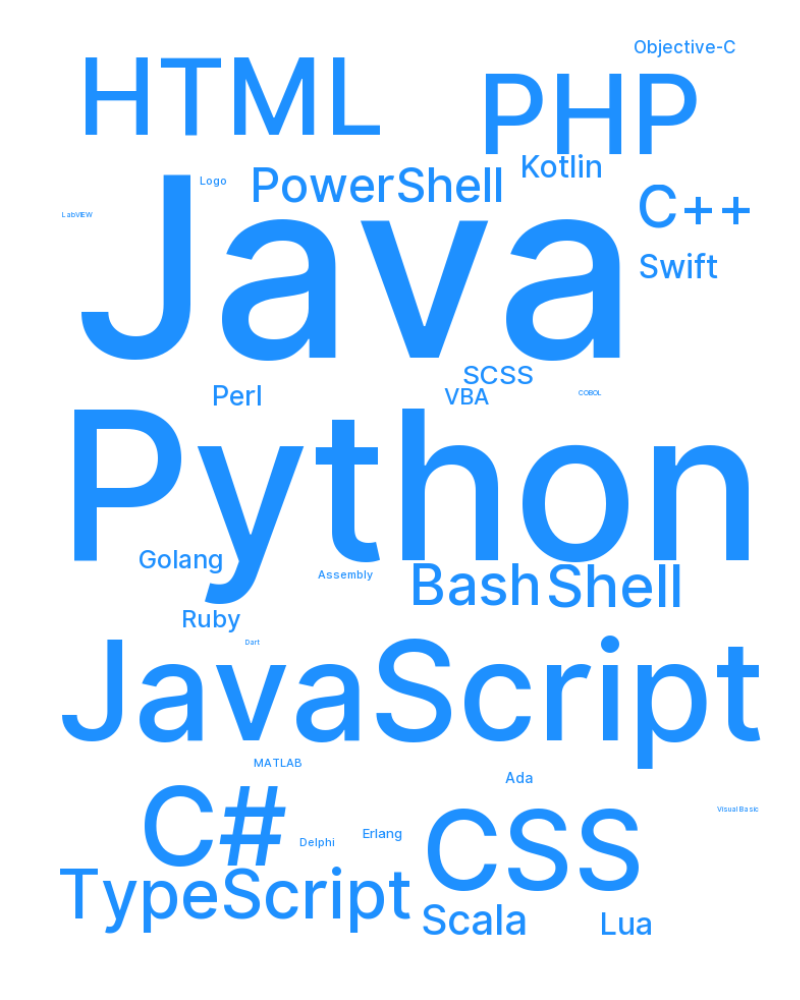 Objective-C
HTML
PHP
Kotlin
PowerShell
Logo
LabVIEW
C++
Java
Swift
SCSS
VBA
COBOL
Perl
Python
Golang
Assembly
Bash
Shell
Ruby
Dart
JavaScript
MATLAB
Ada
Visual Basic
C#
Erlang
Delphi
CSS
TypeScript
Scala
Lua